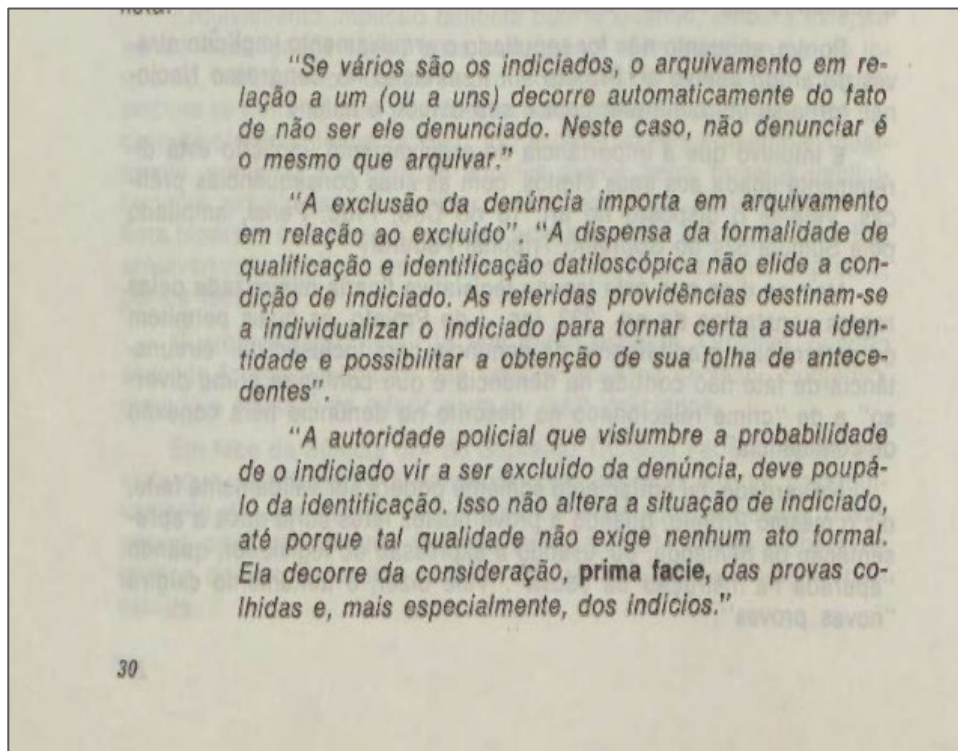 "Se vários são os indiciados, o arquivamento em re-
lação a um (ou a uns) decorre automaticamente do fato
de não ser ele denunciado. Neste caso, não denunciar é
o mesmo que arquivar."
"A exclusão da denúncia importa em arquivamento
em relação ao excluído". "A dispensa da formalidade de
qualificação e identificação datiloscópica não elide a con-
dição de indiciado. As referidas providências destinam-se
a individualizar o indiciado para tornar certa a sua iden-
tidade e possibilitar a obtenção de sua folha de antece-
dentes".
"A autoridade policial que vislumbre a probabilidade
de o indiciado vir a ser excluído da denúncia, deve poupá-
lo da identificação. Isso não altera a situação de indiciado,
até porque tal qualidade não exige nenhum ato formal.
Ela decorre da consideração, prima facie, das provas co-
lhidas e, mais especialmente, dos indícios."
30